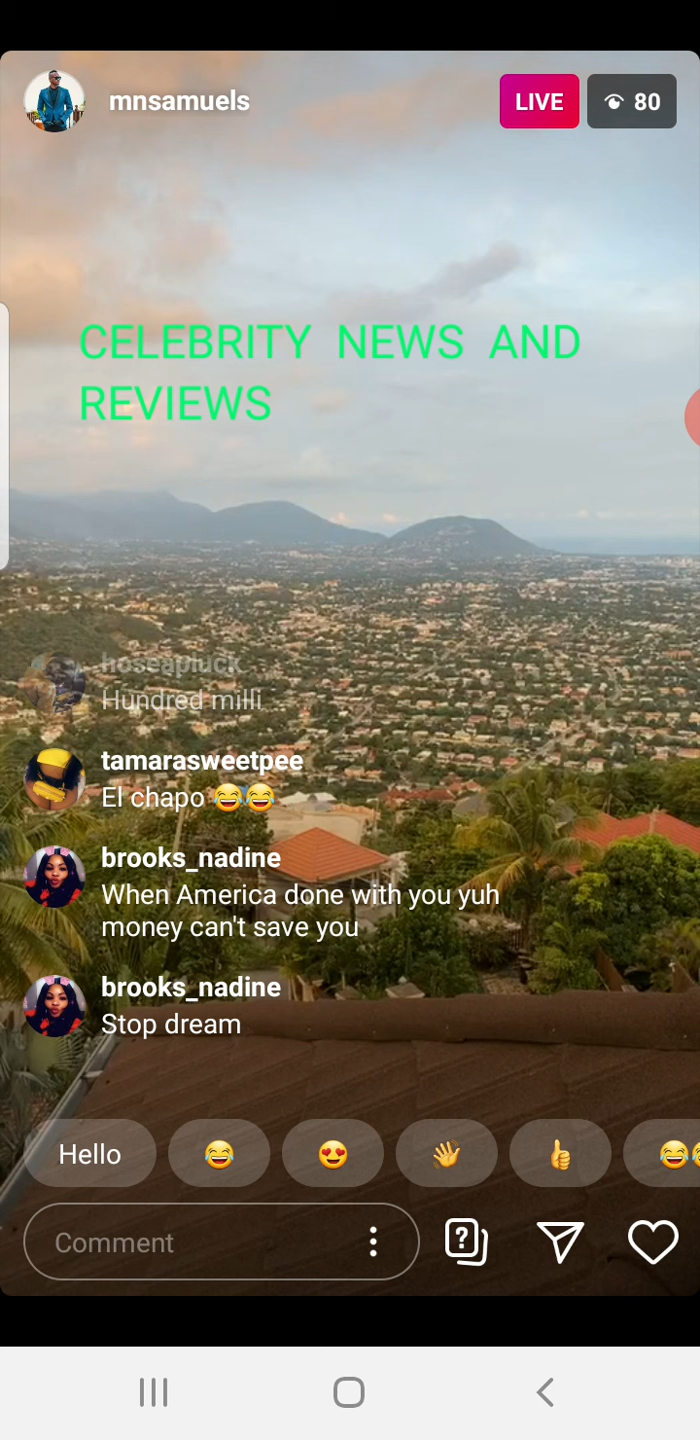 mnsamuels
LIVE
80
CELEBRITY NEWS AND
REVIEWS
hoseapluck
Hundred milli
tamarasweetpee
El chapo 😂😂
brooks_nadine
When America done with you yuh
money can't save you
brooks_nadine
Stop dream
Hello
Comment